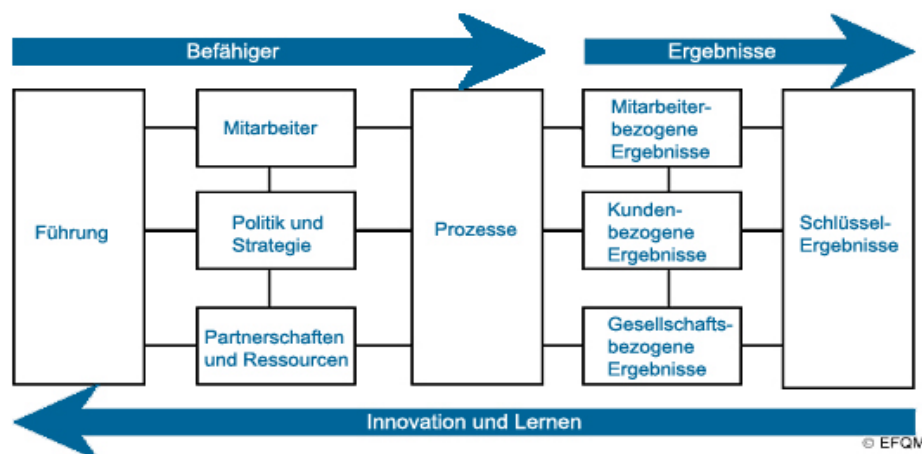 Befähiger
Ergebnisse
Führung
Mitarbeiter
Politik und
Strategie
Partnerschaften
und Ressourcen
Prozesse
Mitarbeiter-
bezogene
Ergebnisse
Kunden-
bezogene
Ergebnisse
Gesellschafts-
bezogene
Ergebnisse
Schlüssel-
Ergebnisse
Innovation und Lernen
© EFQM